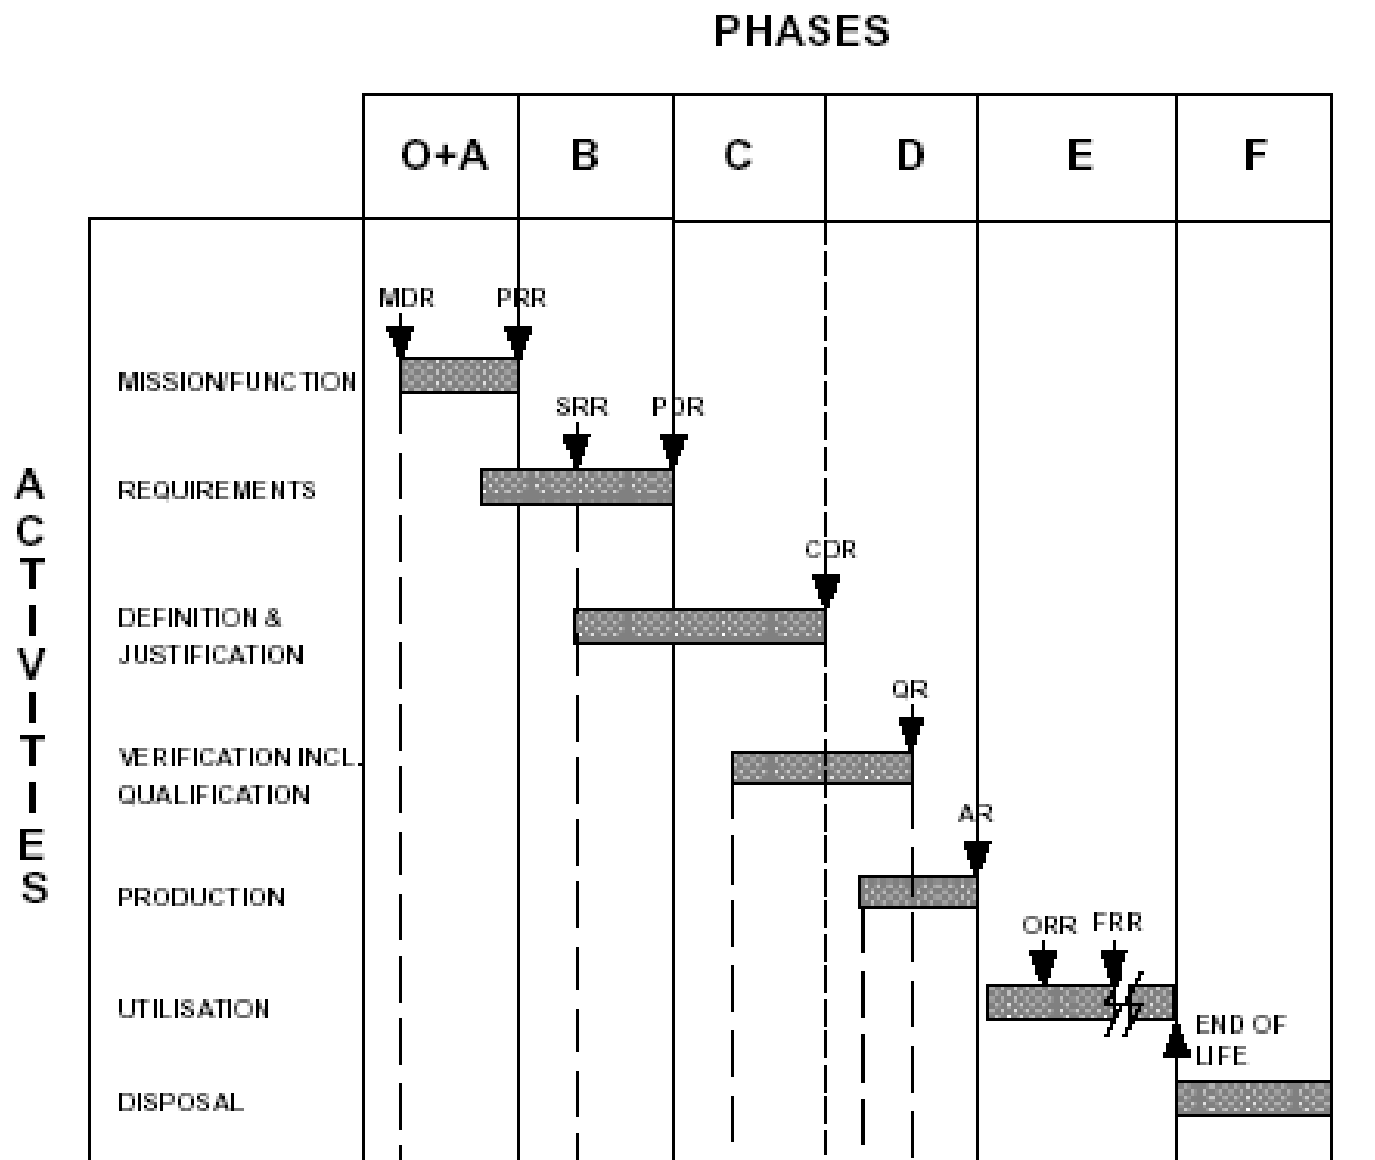 PHASES
O+A B C D E F
MDR PRR
MISSION/FUNCTION
SRR PDR
REQUIREMENTS
CDR
DEFINITION &
JUSTIFICATION
QR
VERIFICATION INCL.
QUALIFICATION
AR
PRODUCTION
ORR FRR
UTILISATION
END OF
LIFE
DISPOSAL
ACTIVITIES